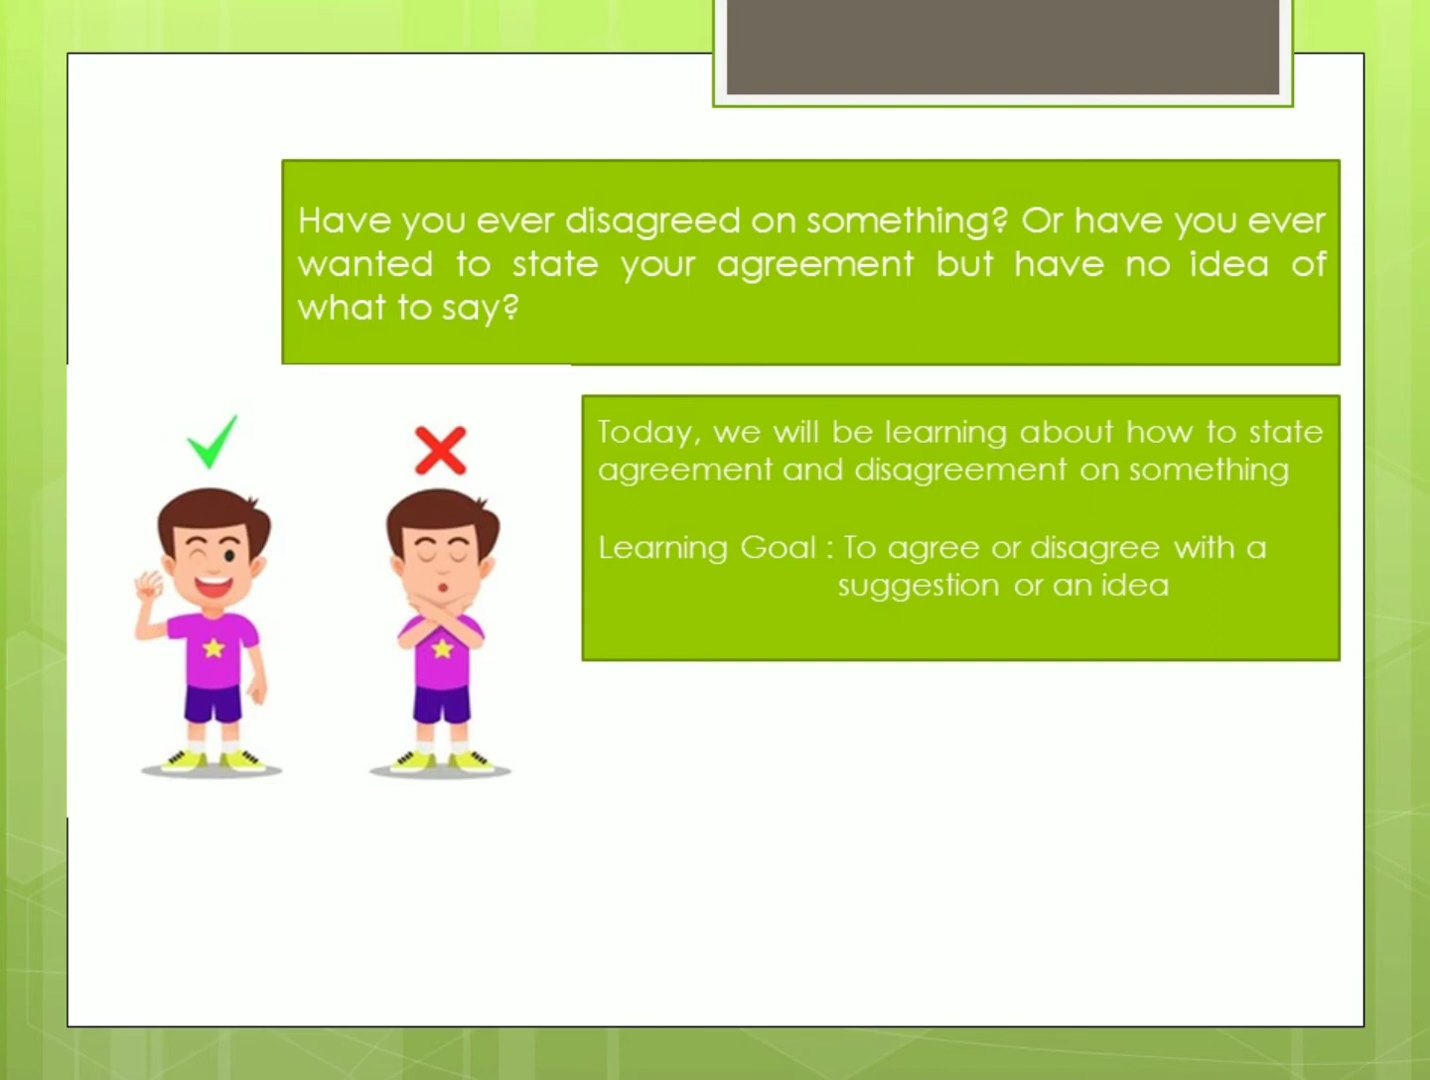 Have you ever disagreed on something? Or have you ever
wanted to state your agreement but have no idea of
what to say?
Today, we will be learning about how to state
agreement and disagreement on something
Learning Goal : To agree or disagree with a
suggestion or an idea